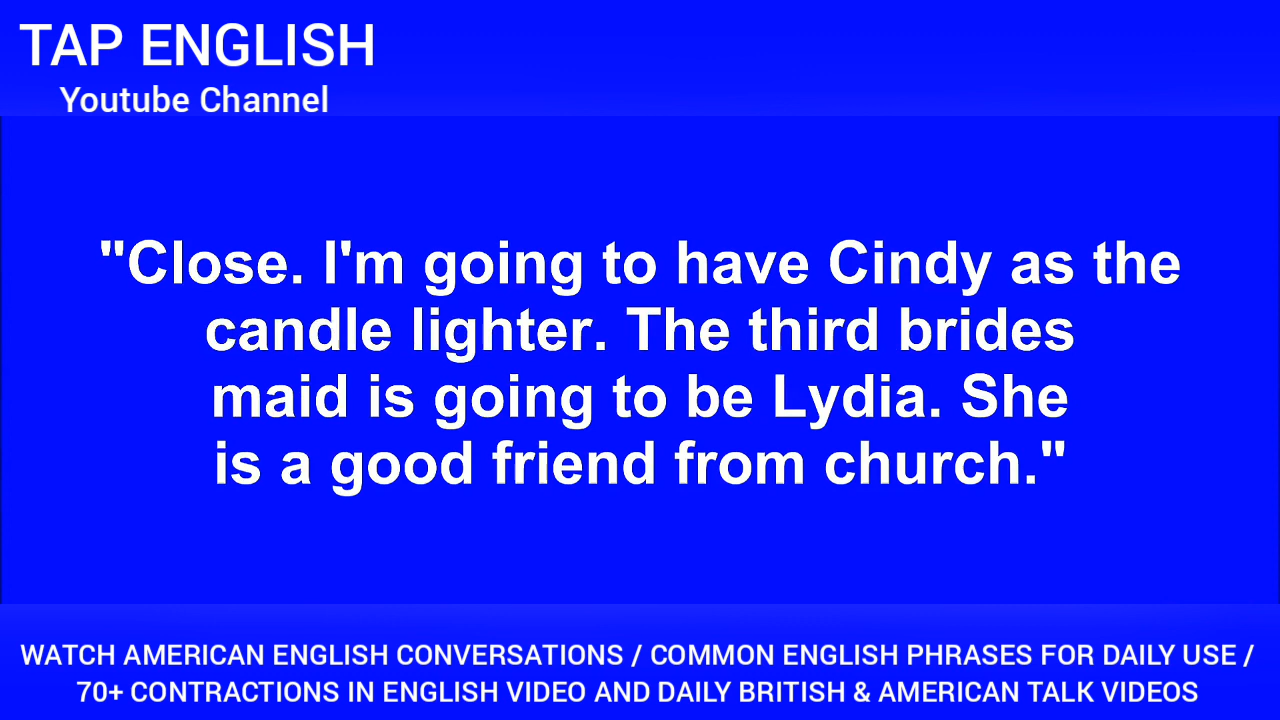 TAP ENGLISH
Youtube Channel
"Close. I'm going to have Cindy as the
candle lighter. The third brides
maid is going to be Lydia. She
is a good friend from church."
WATCH AMERICAN ENGLISH CONVERSATIONS / COMMON ENGLISH PHRASES FOR DAILY USE /
70+ CONTRACTIONS IN ENGLISH VIDEO AND DAILY BRITISH & AMERICAN TALK VIDEOS